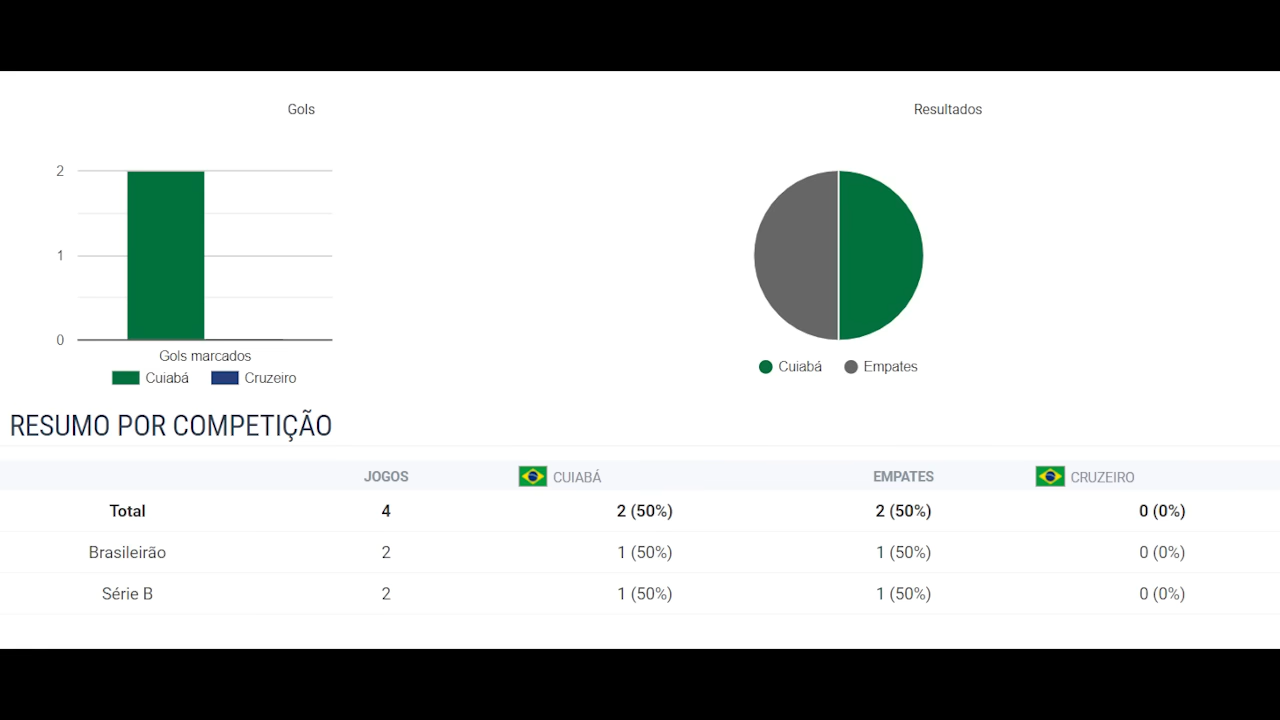 Gols
2
1
0
Gols marcados
Cuiabá Cruzeiro
Resultados
Cuiabá Empates
RESUMO POR COMPETIÇÃO
JOGOS CUIABÁ EMPATES CRUZEIRO
Total 4 2 (50%) 2 (50%) 0 (0%)
Brasileirão 2 1 (50%) 1 (50%) 0 (0%)
Série B 2 1 (50%) 1 (50%) 0 (0%)